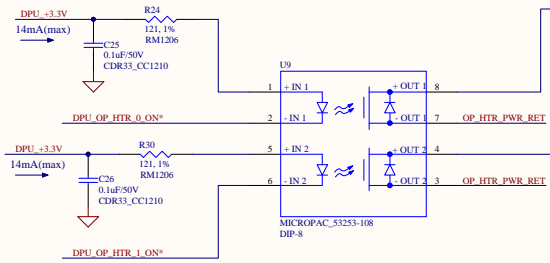 R24
DPU_+3.3V
14mA(max)
121, 1%
RM1206
C25
0.1uF/50V
CDR33_CC1210
U9
1
+ IN 1
+ OUT 1
8
DPU_OP_HTR_0_ON*
2
- IN 1
- OUT 1
7
OP_HTR_PWR_RET
DPU_+3.3V
R30
5
+ IN 2
+ OUT 2
4
14mA(max)
121, 1%
RM1206
C26
0.1uF/50V
CDR33_CC1210
6
- IN 2
- OUT 2
3
OP_HTR_PWR_RET
MICROPAC_53253-108
DIP-8
DPU_OP_HTR_1_ON*